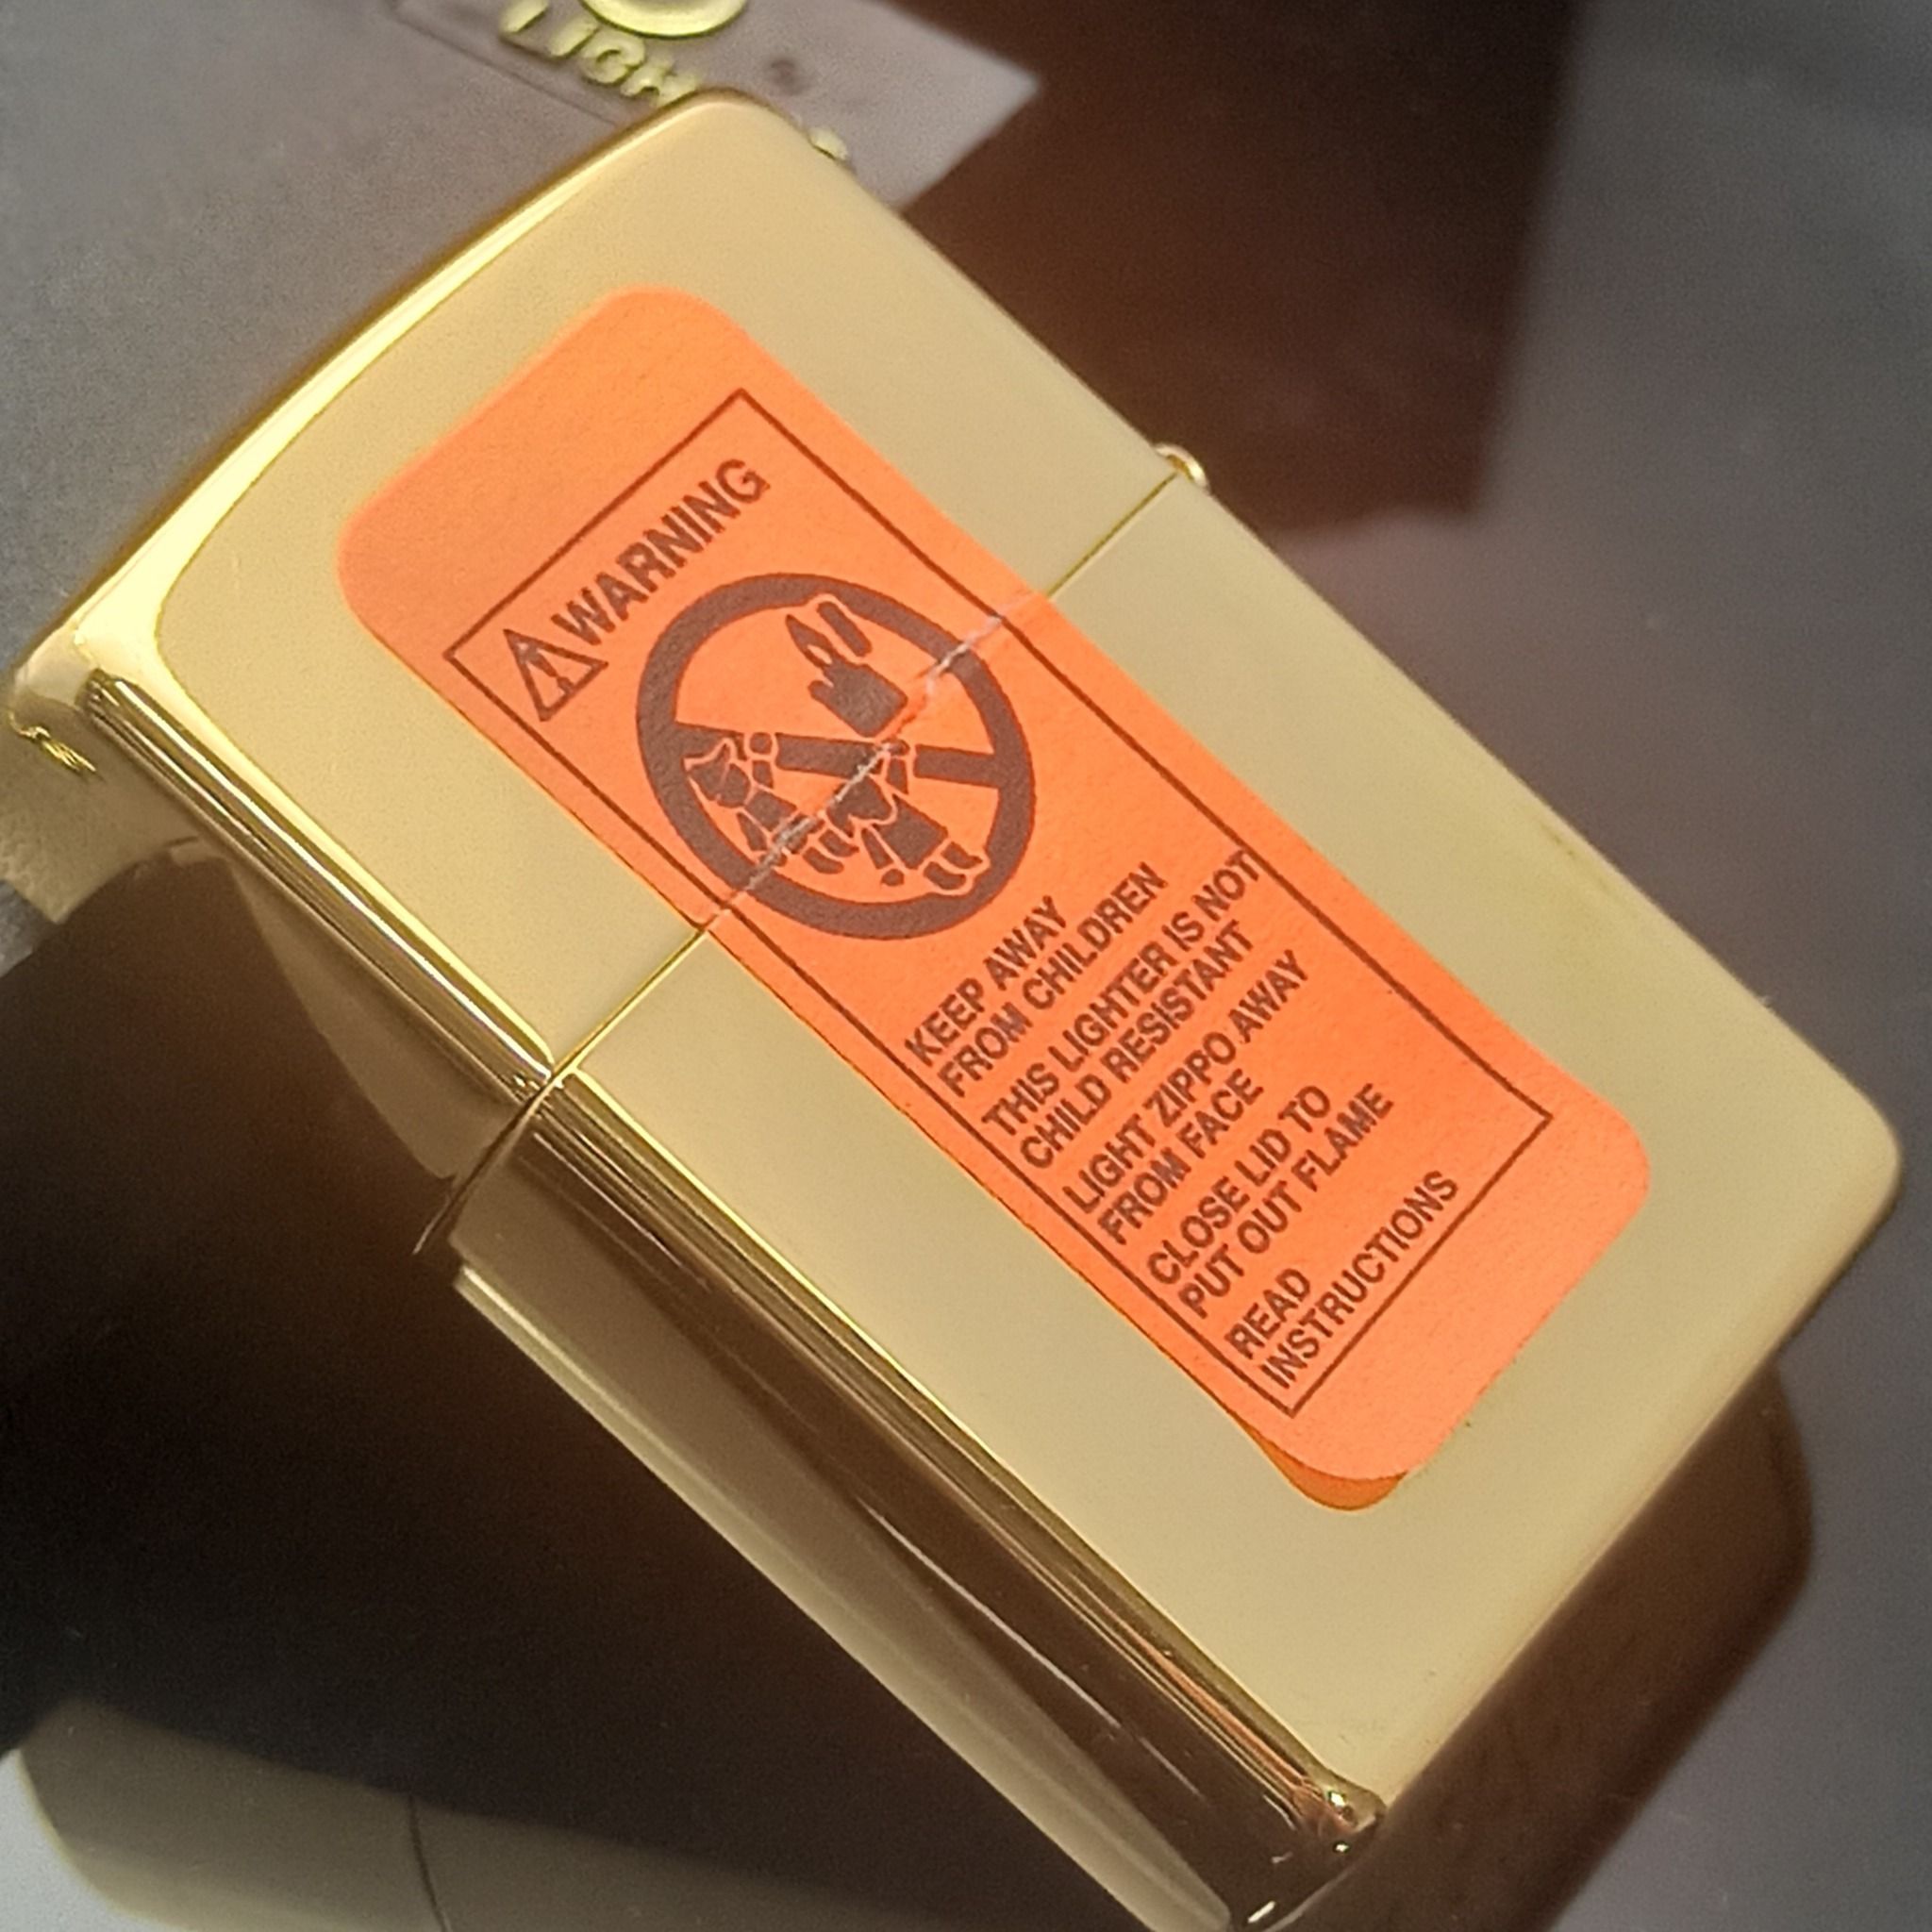 WARNING
KEEP AWAY
FROM CHILDREN
THIS LIGHTER IS NOT
CHILD RESISTANT
LIGHT ZIPPO AWAY
FROM FACE
CLOSE LID TO
PUT OUT FLAME
READ
INSTRUCTIONS